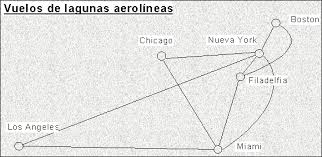 Vuelos de lagunas aerolíneas
Boston
Chicago
Nueva York
Filadelfia
Los Angeles
Miami